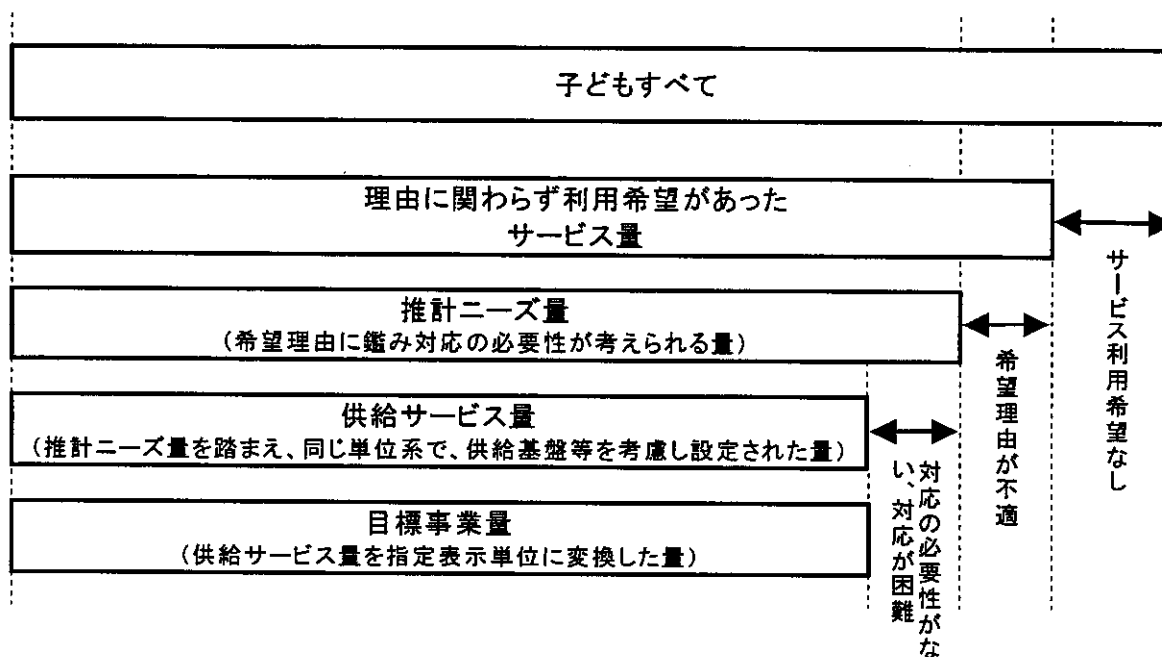 子どもすべて
理由に関わらず利用希望があった
サービス量
サービス利用希望なし
推計ニーズ量
（希望理由に鑑み対応の必要性が考えられる量）
希望理由が不適
供給サービス量
（推計ニーズ量を踏まえ、同じ単位系で、供給基盤等を考慮し設定された量）
対応の必要性がな
い、対応が困難
目標事業量
（供給サービス量を指定表示単位に変換した量）